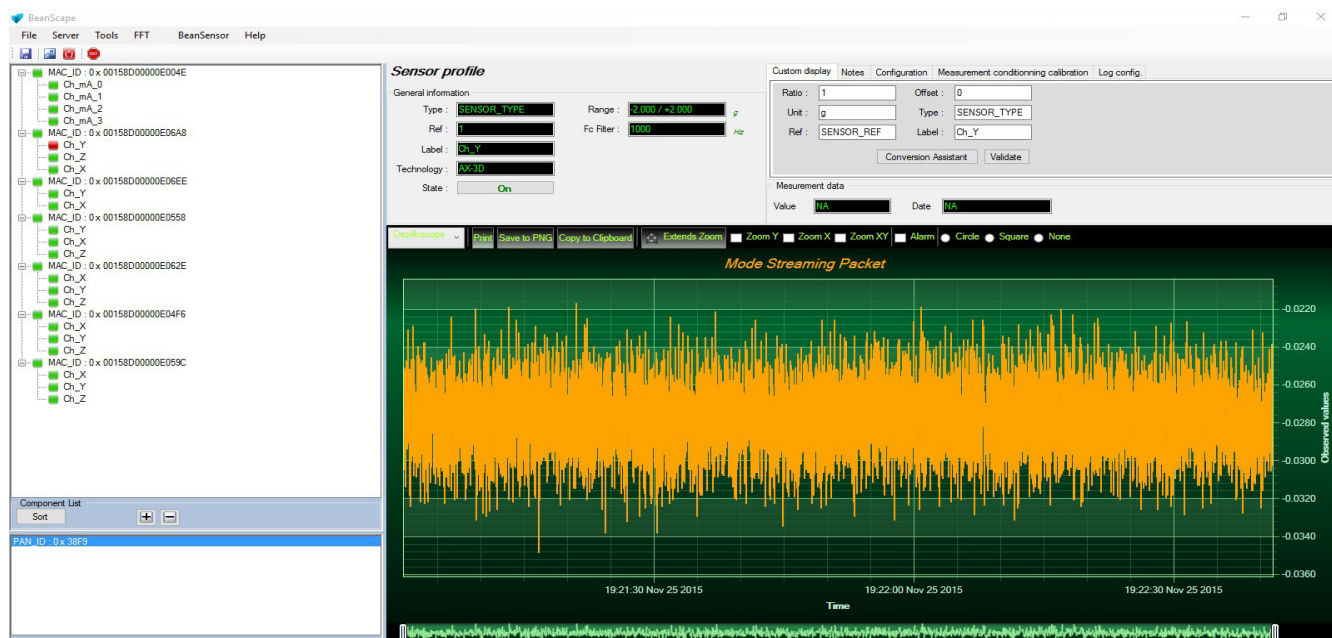 BeanScape
File Server Tools FFT BeanSensor Help
MAC_ID : 0 x 00158D00000E004E
Ch_mA_0
Ch_mA_1
Ch_mA_2
Ch_mA_3
MAC_ID : 0 x 00158D00000E06A8
Ch_Y
Ch_Z
Ch_X
MAC_ID : 0 x 00158D00000E06EE
Ch_Y
Ch_X
MAC_ID : 0 x 00158D00000E0558
Ch_Y
Ch_X
Ch_Z
MAC_ID : 0 x 00158D00000E062E
Ch_X
Ch_Y
Ch_Z
MAC_ID : 0 x 00158D00000E04F6
Ch_X
Ch_Y
Ch_Z
MAC_ID : 0 x 00158D00000E059C
Ch_X
Ch_Y
Ch_Z
Component List
Sort
PAN_ID : 0 x 38F9
Sensor profile
General information
Type : SENSOR_TYPE Range : -2.000 / +2.000 g
Ref : 1 Fc Filter : 1000 Hz
Label : Ch_Y
Technology : AX-3D
State : On
Custom display Notes Configuration Measurement conditionning calibration Log config.
Ratio : 1 Offset : 0
Unit : g Type : SENSOR_TYPE
Ref : SENSOR_REF Label : Ch_Y
Conversion Assistant Validate
Mesurement data
Value NA Date NA
Oscilloscope Print Save to PNG Copy to Clipboard Extends Zoom Zoom Y Zoom X Zoom XY Alarm Circle Square None
Mode Streaming Packet
-0.0220
-0.0240
-0.0260
-0.0280
-0.0300
-0.0320
-0.0340
-0.0360
Observed values
19:21:30 Nov 25 2015 19:22:00 Nov 25 2015 19:22:30 Nov 25 2015
Time